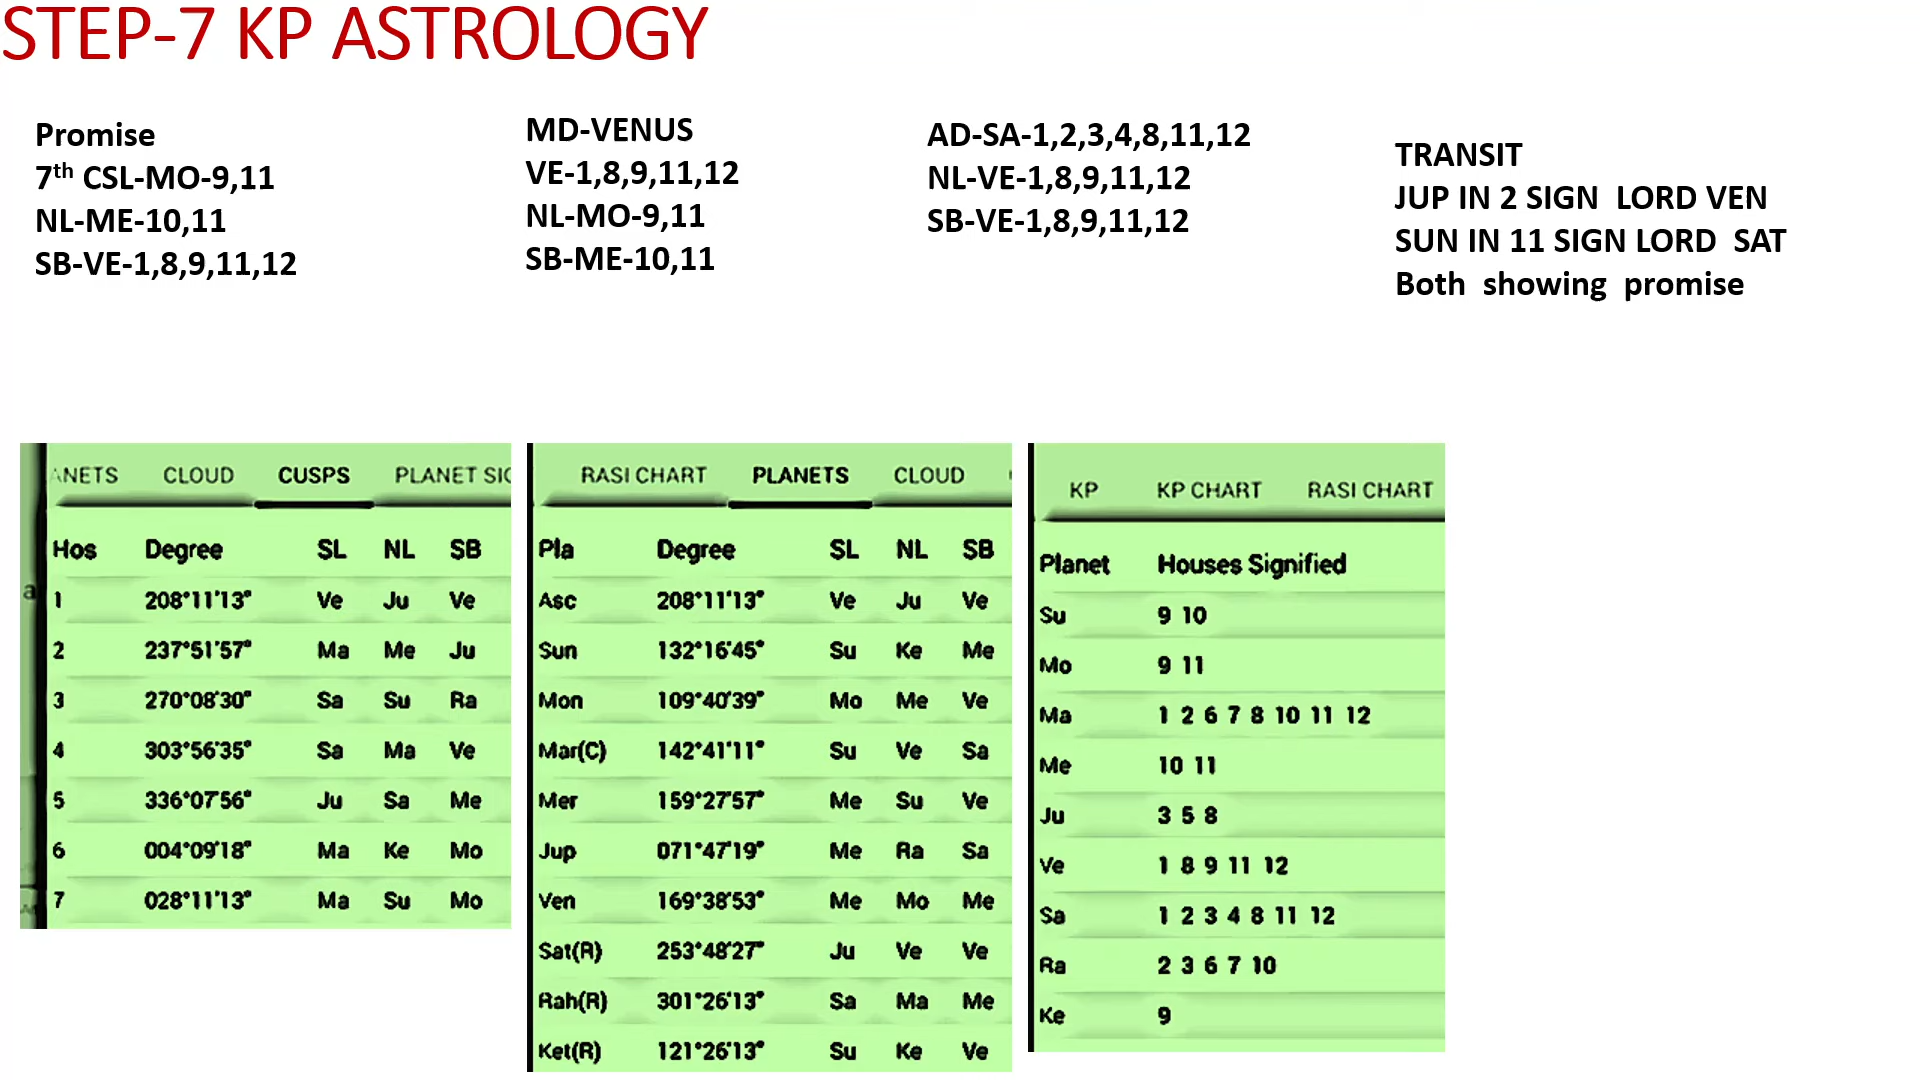 STEP-7 KP ASTROLOGY
Promise
7th CSL-MO-9,11
NL-ME-10,11
SB-VE-1,8,9,11,12
MD-VENUS
VE-1,8,9,11,12
NL-MO-9,11
SB-ME-10,11
AD-SA-1,2,3,4,8,11,12
NL-VE-1,8,9,11,12
SB-VE-1,8,9,11,12
TRANSIT
JUP IN 2 SIGN LORD VEN
SUN IN 11 SIGN LORD SAT
Both showing promise
ANETS CLOUD CUSPS PLANET SIG
Hos Degree SL NL SB
1 208°11'13" Ve Ju Ve
2 237°51'57" Ma Me Ju
3 270°08'30" Sa Su Ra
4 303°56'35" Sa Ma Ve
5 336°07'56" Ju Sa Me
6 004°09'18" Ma Ke Mo
7 028°11'13" Ma Su Mo
RASI CHART PLANETS CLOUD
Pla Degree SL NL SB
Asc 208°11'13" Ve Ju Ve
Sun 132°16'45" Su Ke Me
Mon 109°40'39" Mo Me Ve
Mar(C) 142°41'11" Su Ve Sa
Mer 159°27'57" Me Su Ve
Jup 071°47'19" Me Ra Sa
Ven 169°38'53" Me Mo Me
Sat(R) 253°48'27" Ju Ve Ve
Rah(R) 301°26'13" Sa Ma Me
Ket(R) 121°26'13" Su Ke Ve
KP KP CHART RASI CHART
Planet Houses Signified
Su 9 10
Mo 9 11
Ma 1 2 6 7 8 10 11 12
Me 10 11
Ju 3 5 8
Ve 1 8 9 11 12
Sa 1 2 3 4 8 11 12
Ra 2 3 6 7 10
Ke 9